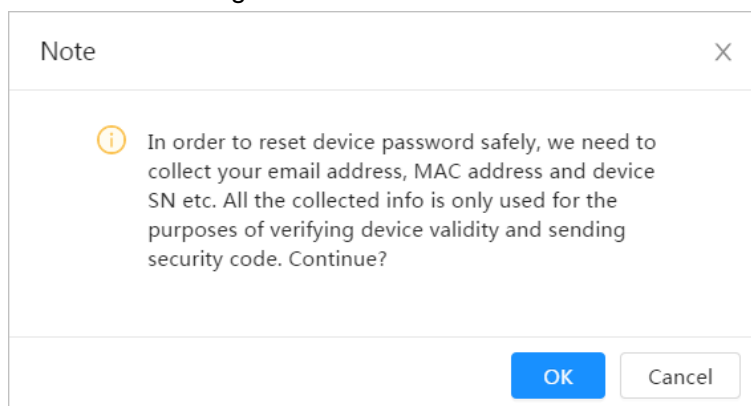 Note
In order to reset device password safely, we need to
collect your email address, MAC address and device
SN etc. All the collected info is only used for the
purposes of verifying device validity and sending
security code. Continue?
OK
Cancel